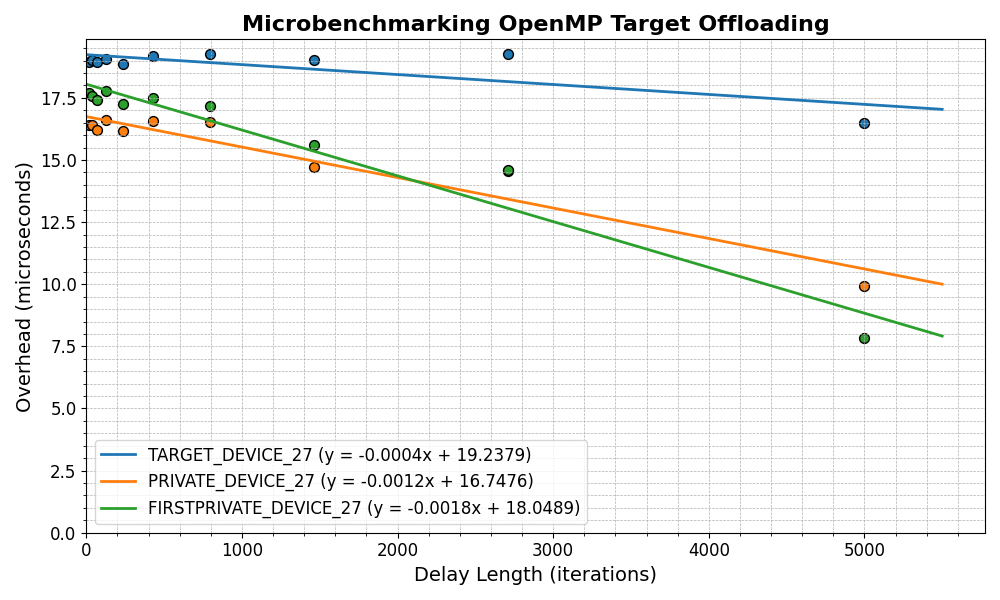 Microbenchmarking OpenMP Target Offloading
Overhead (microseconds)
17.5
15.0
12.5
10.0
7.5
5.0
2.5
0.0
TARGET_DEVICE_27 (y = -0.0004x + 19.2379)
PRIVATE_DEVICE_27 (y = -0.0012x + 16.7476)
FIRSTPRIVATE_DEVICE_27 (y = -0.0018x + 18.0489)
0 1000 2000 3000 4000 5000
Delay Length (iterations)